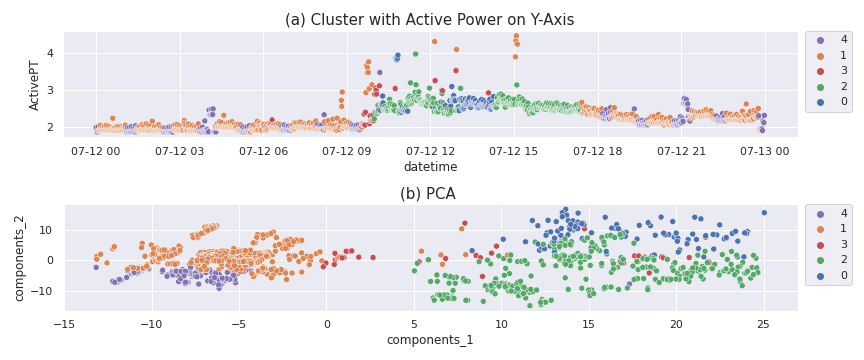 (a) Cluster with Active Power on Y-Axis
4
3
2
ActivePT
07-12 00 07-12 03 07-12 06 07-12 09 07-12 12 07-12 15 07-12 18 07-12 21 07-13 00
datetime
4
1
3
2
0
(b) PCA
10
0
−10
components_2
−15 −10 −5 0 5 10 15 20 25
components_1
4
1
3
2
0